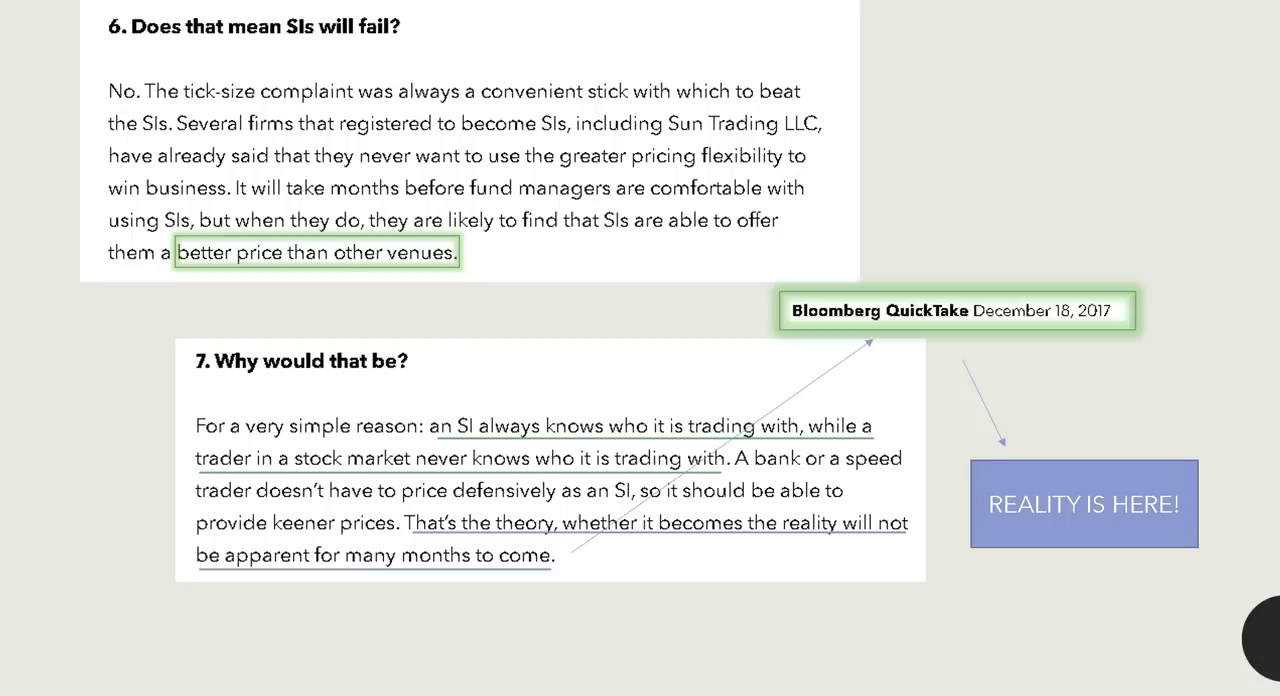 6. Does that mean SIs will fail?
No. The tick-size complaint was always a convenient stick with which to beat
the SIs. Several firms that registered to become SIs, including Sun Trading LLC,
have already said that they never want to use the greater pricing flexibility to
win business. It will take months before fund managers are comfortable with
using SIs, but when they do, they are likely to find that SIs are able to offer
them a better price than other venues.
Bloomberg QuickTake December 18, 2017
7. Why would that be?
For a very simple reason: an SI always knows who it is trading with, while a
trader in a stock market never knows who it is trading with. A bank or a speed
trader doesn't have to price defensively as an SI, so it should be able to
provide keener prices. That's the theory, whether it becomes the reality will not
be apparent for many months to come.
REALITY IS HERE!